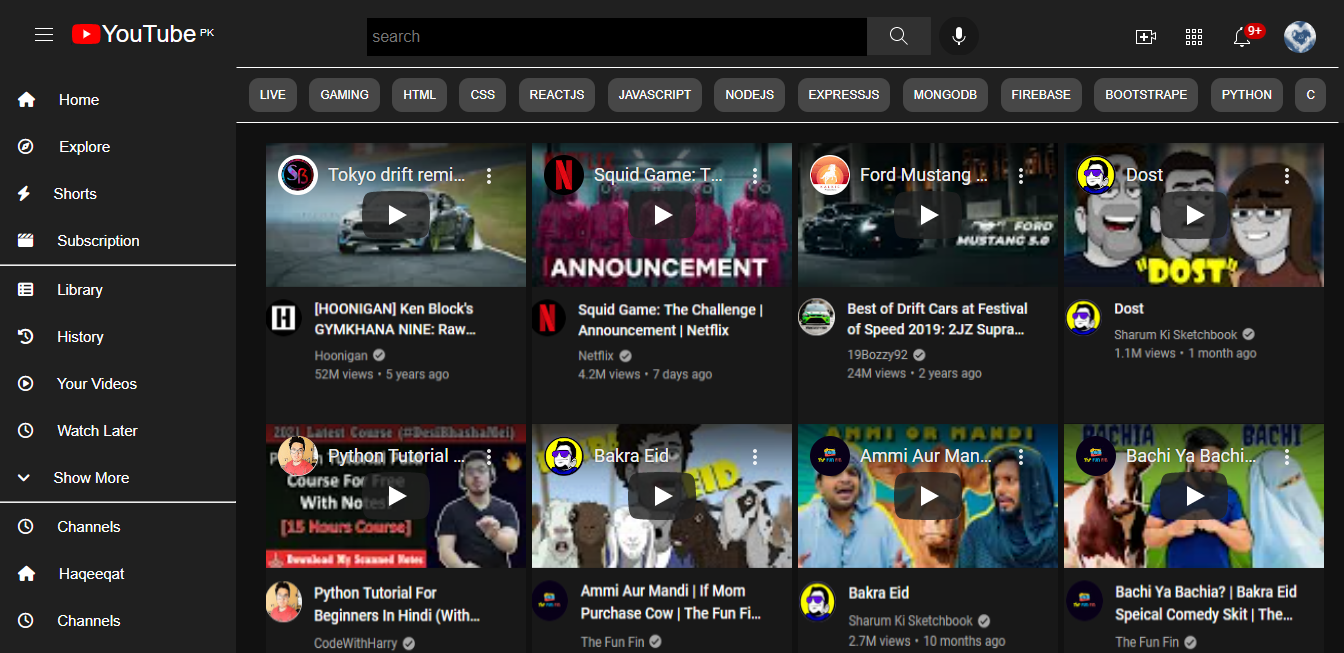 YouTube PK
search
9+
Home
Explore
Shorts
Subscription
Library
History
Your Videos
Watch Later
Show More
Channels
Haqeeqat
Channels
LIVE
GAMING
HTML
CSS
REACTJS
JAVASCRIPT
NODEJS
EXPRESSJS
MONGODB
FIREBASE
BOOTSTRAPE
PYTHON
C
Tokyo drift remi...
[HOONIGAN] Ken Block's
GYMKHANA NINE: Raw...
Hoonigan
52M views • 5 years ago
Squid Game: T...
ANNOUNCEMENT
Squid Game: The Challenge |
Announcement | Netflix
Netflix
4.2M views • 7 days ago
Ford Mustang ...
FORD
MUSTANG 5.0
Best of Drift Cars at Festival
of Speed 2019: 2JZ Supra...
19Bozzy92
24M views • 2 years ago
Dost
"DOST"
Dost
Sharum Ki Sketchbook
1.1M views • 1 month ago
2021 Latest Course (#DesiBhashaMei)
Python Tutorial ...
Course For Free
With Notes
[15 Hours Course]
Download My Scanned Notes
Python Tutorial For
Beginners In Hindi (With...
CodeWithHarry
Bakra Eid
Ammi Aur Mandi | If Mom
Purchase Cow | The Fun Fi...
The Fun Fin
AMMI OR MANDI
Ammi Aur Man...
Bakra Eid
Sharum Ki Sketchbook
2.7M views • 10 months ago
BACHI
Bachi Ya Bachi...
Bachi Ya Bachia? | Bakra Eid
Speical Comedy Skit | The...
The Fun Fin